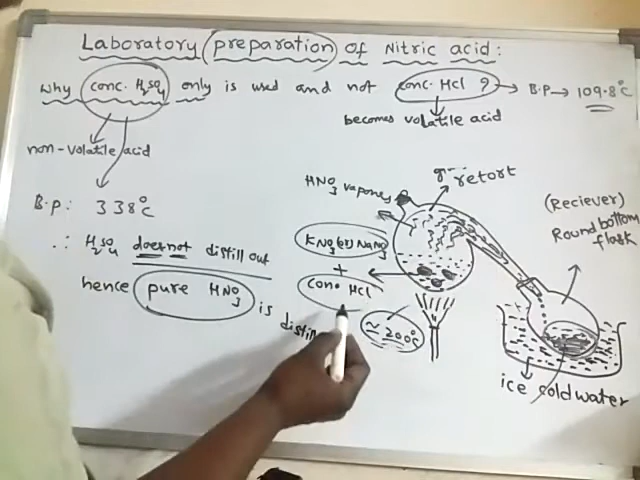 Laboratory preparation of Nitric acid:
why conc. H2SO4 only is used and not conc. HCl ? → B.P → 109.8°C
becomes volatile acid
non-volatile acid
B.p: 338°C
∴ H2SO4 does not distill out
hence pure HNO3 is
HNO3 vapours
retort
KNO3 (or) NaNO3
+
Conc HCl
≈ 200°C
(Reciever)
Round bottom
flask
ice cold water